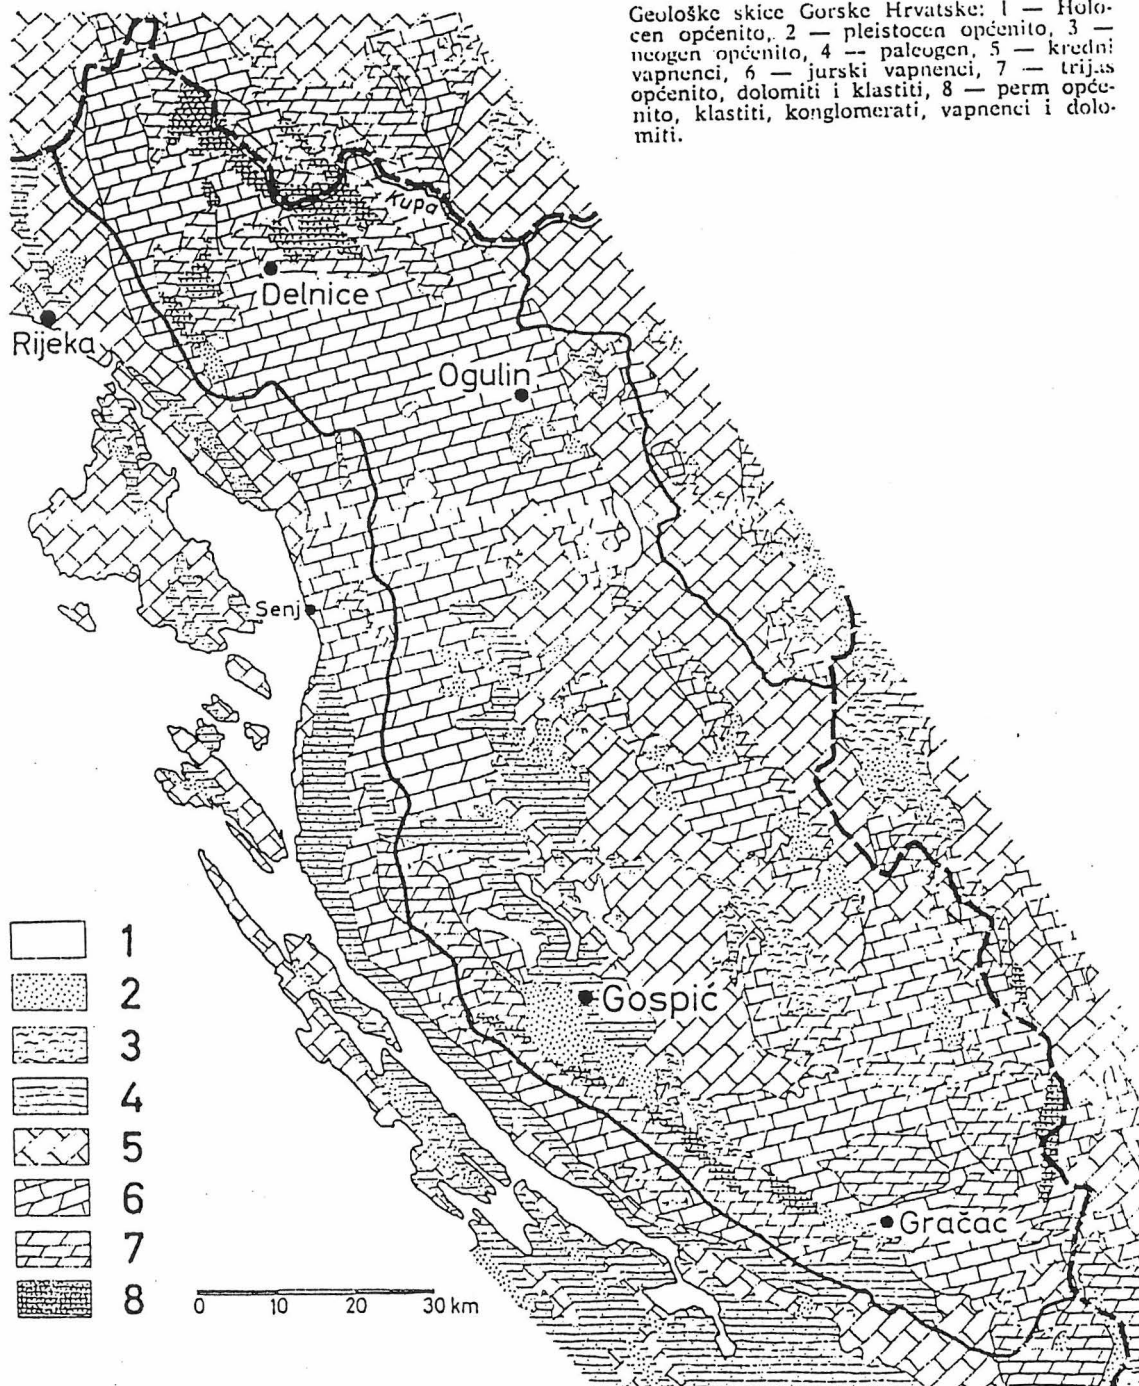 Geološke skice Gorske Hrvatske: 1 — Holo-
cen općenito, 2 — pleistocen općenito, 3 —
neogen općenito, 4 — paleogen, 5 — kredni
vapnenci, 6 — jurski vapnenci, 7 — trijas
općenito, dolomiti i klastiti, 8 — perm opće-
nito, klastiti, konglomerati, vapnenci i dolo-
miti.
Kupa
Delnice
Rijeka
Ogulin
Senj
Gospić
Gračac
1
2
3
4
5
6
7
8
0 10 20 30 km